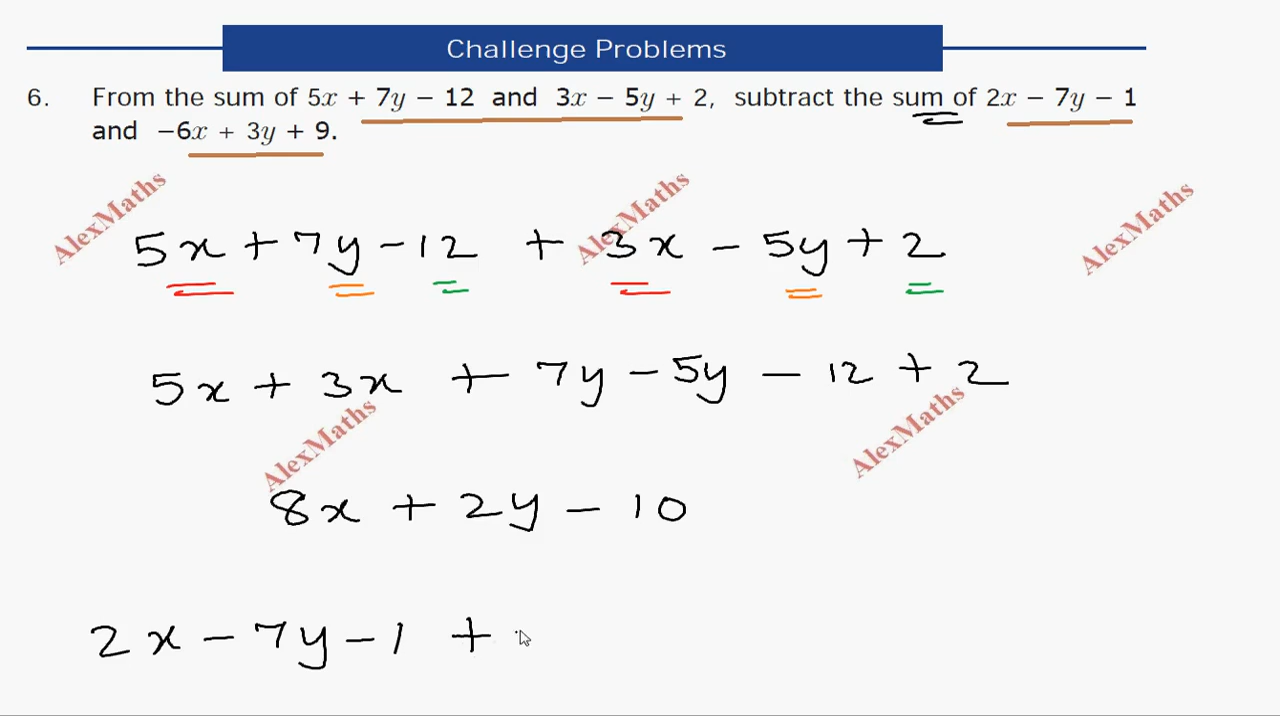 Challenge Problems
6. From the sum of 5x + 7y − 12 and 3x − 5y + 2, subtract the sum of 2x − 7y − 1
and −6x + 3y + 9.
AlexMaths AlexMaths AlexMaths
5x + 7y − 12 + 3x − 5y + 2
5x + 3x + 7y − 5y − 12 + 2
AlexMaths AlexMaths
8x + 2y − 10
2x − 7y − 1 +